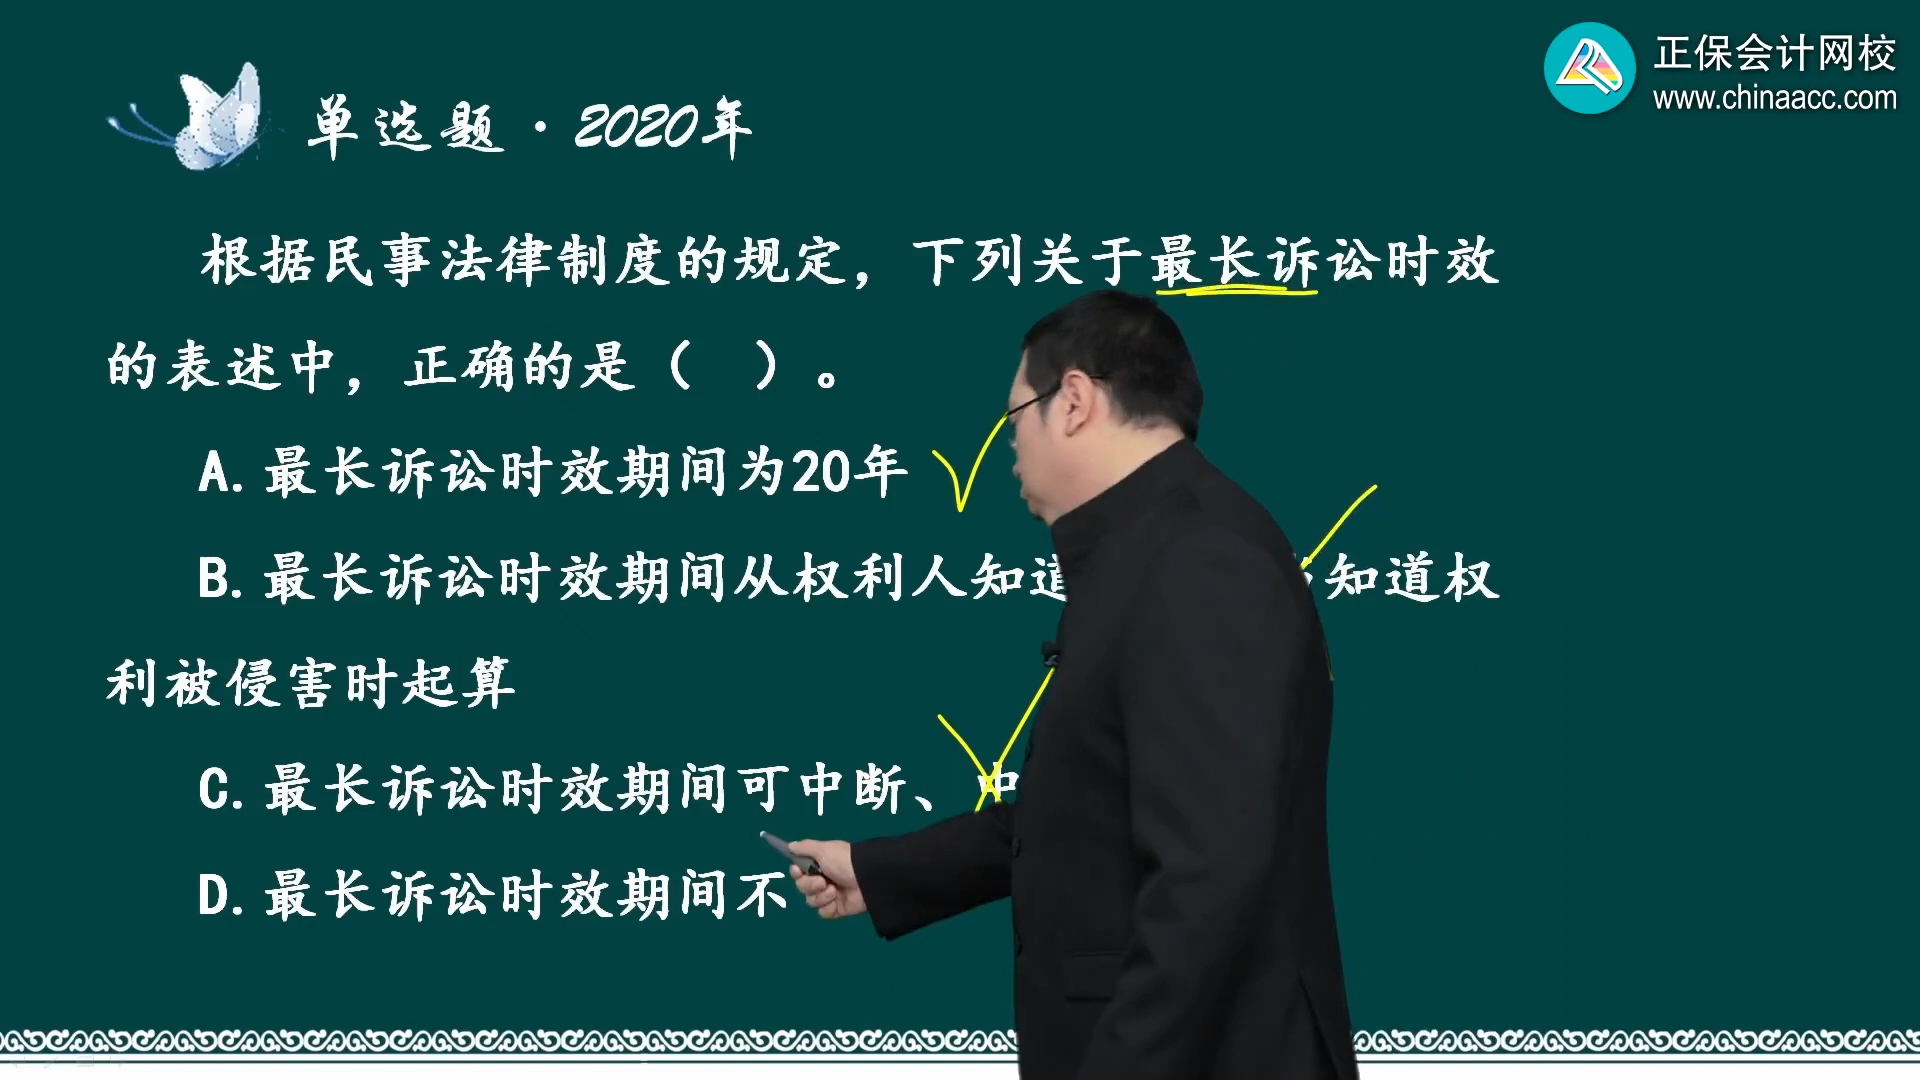 正保会计网校
www.chinaacc.com
单选题·2020年
根据民事法律制度的规定，下列关于最长诉讼时效
的表述中，正确的是（ ）。
A.最长诉讼时效期间为20年
B.最长诉讼时效期间从权利人知道 知道权
利被侵害时起算
C.最长诉讼时效期间可中断、中
D.最长诉讼时效期间不